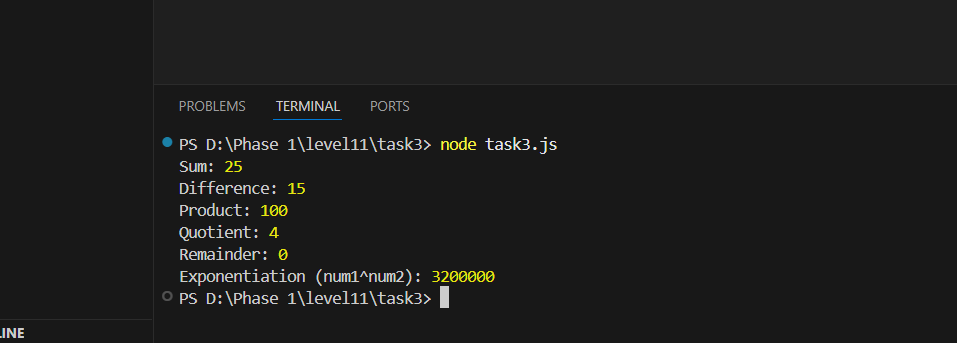 PROBLEMS TERMINAL PORTS
PS D:\Phase 1\level11\task3> node task3.js
Sum: 25
Difference: 15
Product: 100
Quotient: 4
Remainder: 0
Exponentiation (num1^num2): 3200000
PS D:\Phase 1\level11\task3>
LINE